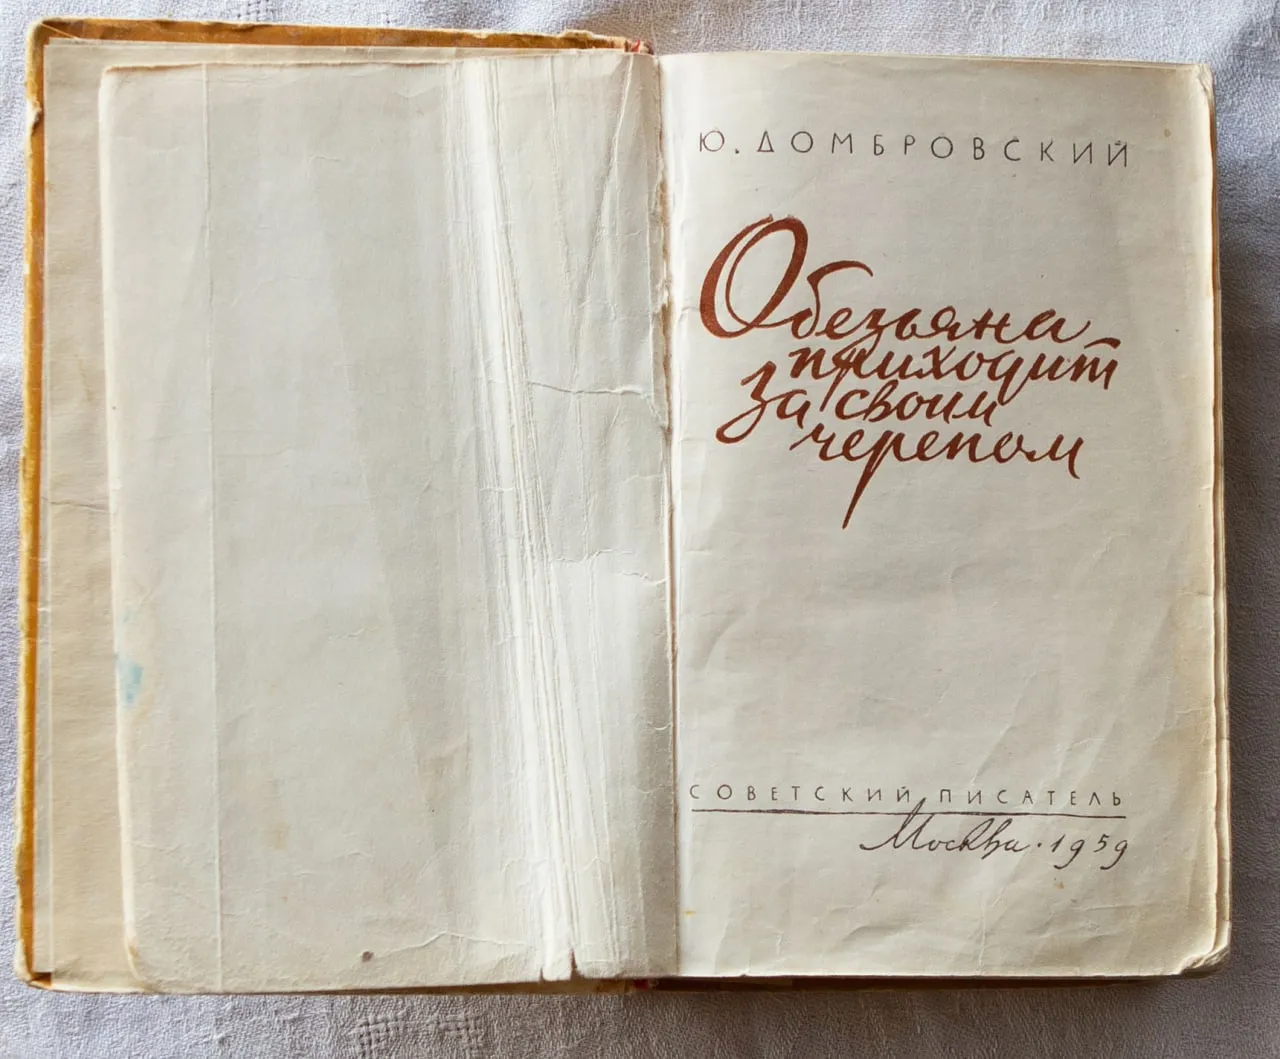 Ю. ДОМБРОВСКИЙ
Обезьяна
приходит
за своим
черепом
СОВЕТСКИЙ ПИСАТЕЛЬ
Москва · 1959